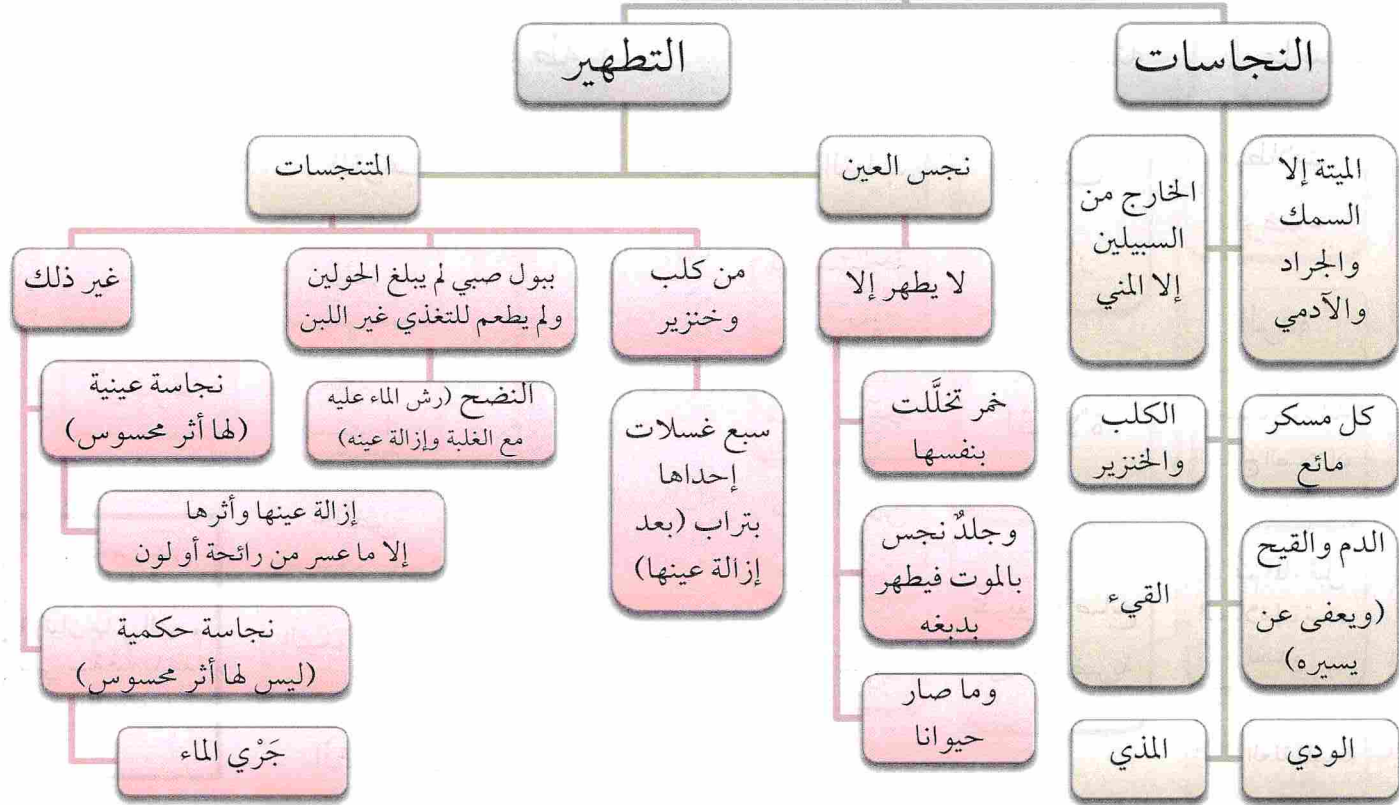 النجاسات
الميتة إلا
السمك
والجراد
والآدمي
الخارج من
السبيلين
إلا المني
كل مسكر
مائع
الكلب
والخنزير
الدم والقيح
(ويعفى عن
يسيره)
القيء
الودي
المذي
التطهير
نجس العين
لا يطهر إلا
خمر تخلَّلت
بنفسها
وجلدٌ نجس
بالموت فيطهر
بدبغه
وما صار
حيوانا
المتنجسات
من كلب
وخنزير
سبع غسلات
إحداها
بتراب (بعد
إزالة عينها)
ببول صبي لم يبلغ الحولين
ولم يطعم للتغذي غير اللبن
النضح (رش الماء عليه
مع الغلبة وإزالة عينه)
غير ذلك
نجاسة عينية
(لها أثر محسوس)
إزالة عينها وأثرها
إلا ما عسر من رائحة أو لون
نجاسة حكمية
(ليس لها أثر محسوس)
جَرْي الماء